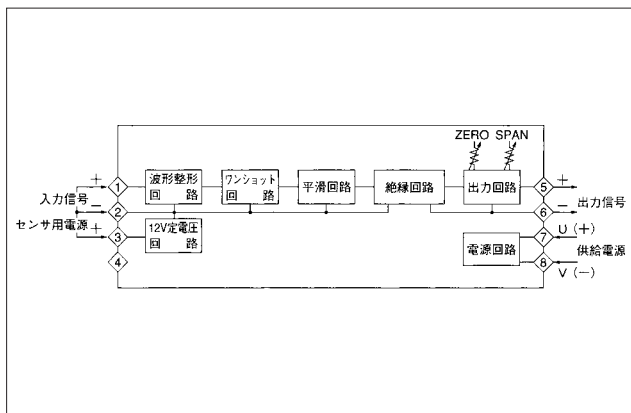 ZERO SPAN
+ 1 波形整形回路 ワンショット回路 平滑回路 絶縁回路 出力回路 5 +
入力信号
− 2 6 − 出力信号
センサ用電源 + 3 12V定電圧回路 電源回路 7 U(+)
供給電源
4 8 V(−)